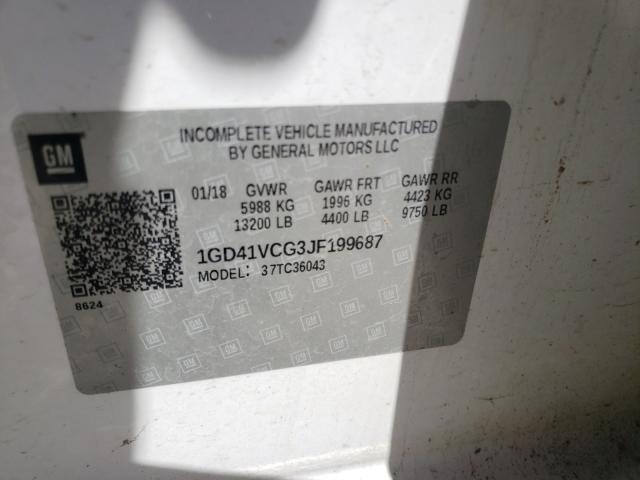 INCOMPLETE VEHICLE MANUFACTURED
BY GENERAL MOTORS LLC
GM
01/18 GVWR GAWR FRT GAWR RR
5988 KG 1996 KG 4423 KG
13200 LB 4400 LB 9750 LB
1GD41VCG3JF199687
MODEL: 37TC36043
8624